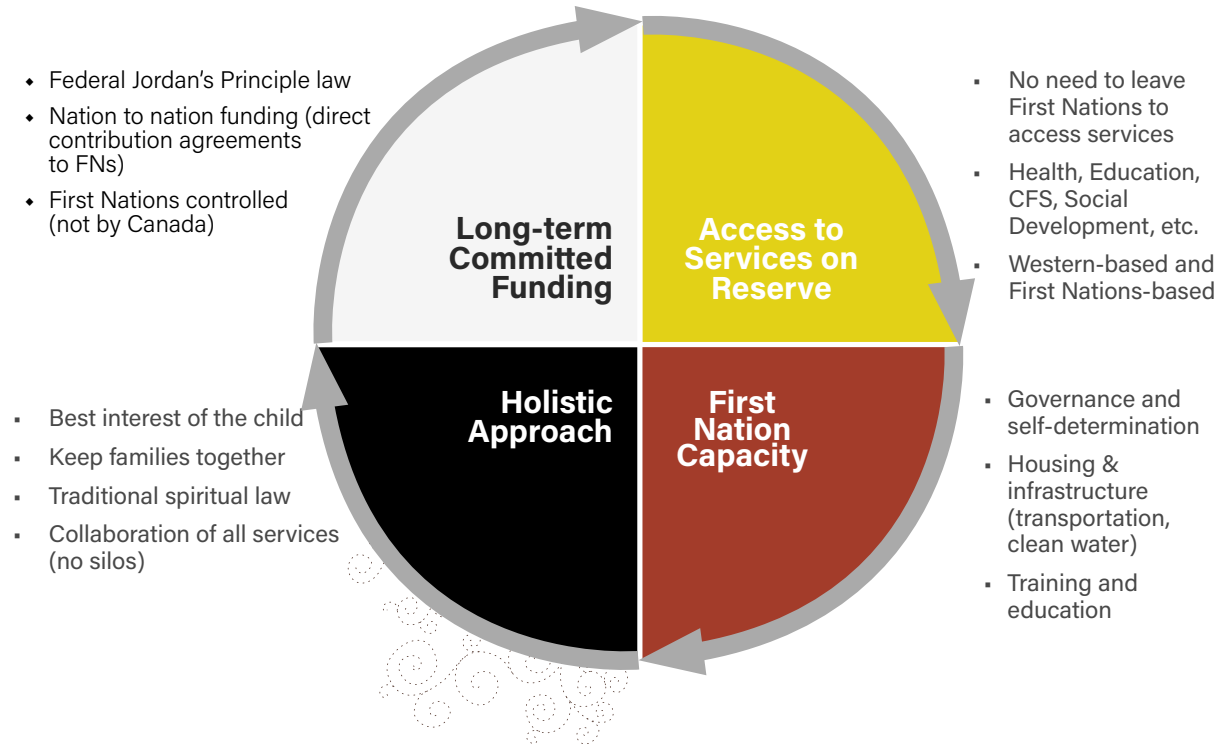 ◆ Federal Jordan's Principle law
◆ Nation to nation funding (direct
contribution agreements
to FNs)
◆ First Nations controlled
(not by Canada)
Long-term
Committed
Funding
Access to
Services on
Reserve
▪ No need to leave
First Nations to
access services
▪ Health, Education,
CFS, Social
Development, etc.
▪ Western-based and
First Nations-based
▪ Best interest of the child
▪ Keep families together
▪ Traditional spiritual law
▪ Collaboration of all services
(no silos)
Holistic
Approach
First
Nation
Capacity
▪ Governance and
self-determination
▪ Housing &
infrastructure
(transportation,
clean water)
▪ Training and
education